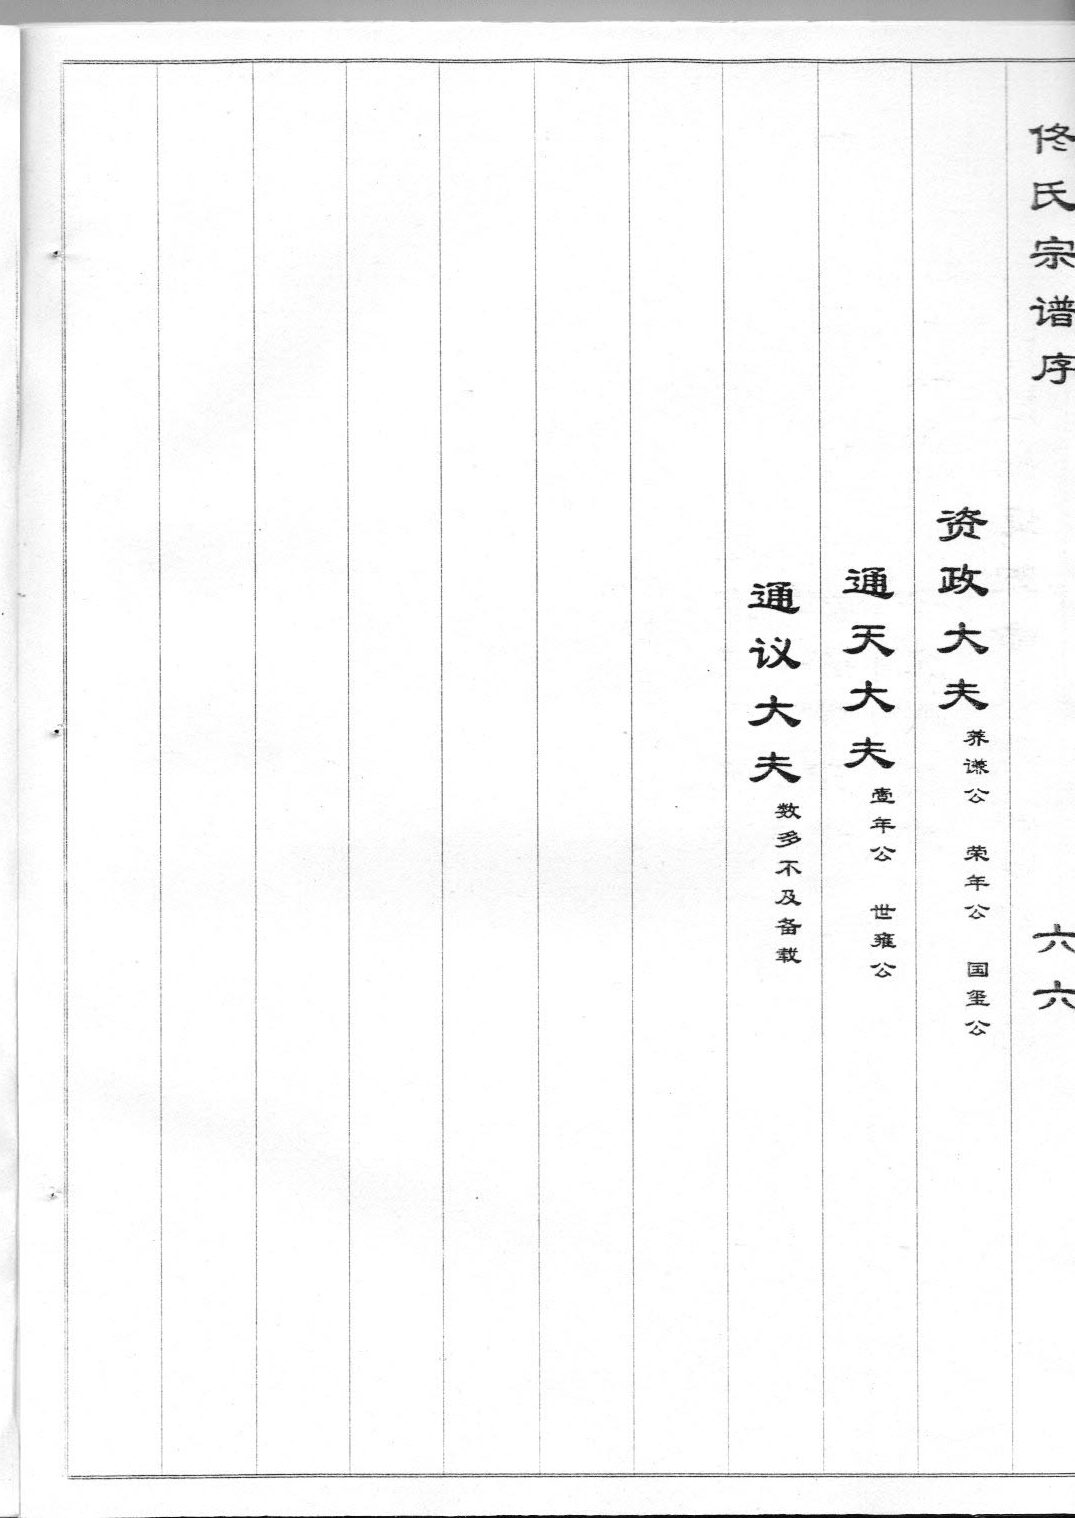 佟氏宗谱序
六六
资政大夫 养谦公 荣年公 国玺公
通天大夫 壹年公 世雍公
通议大夫 数多不及备载